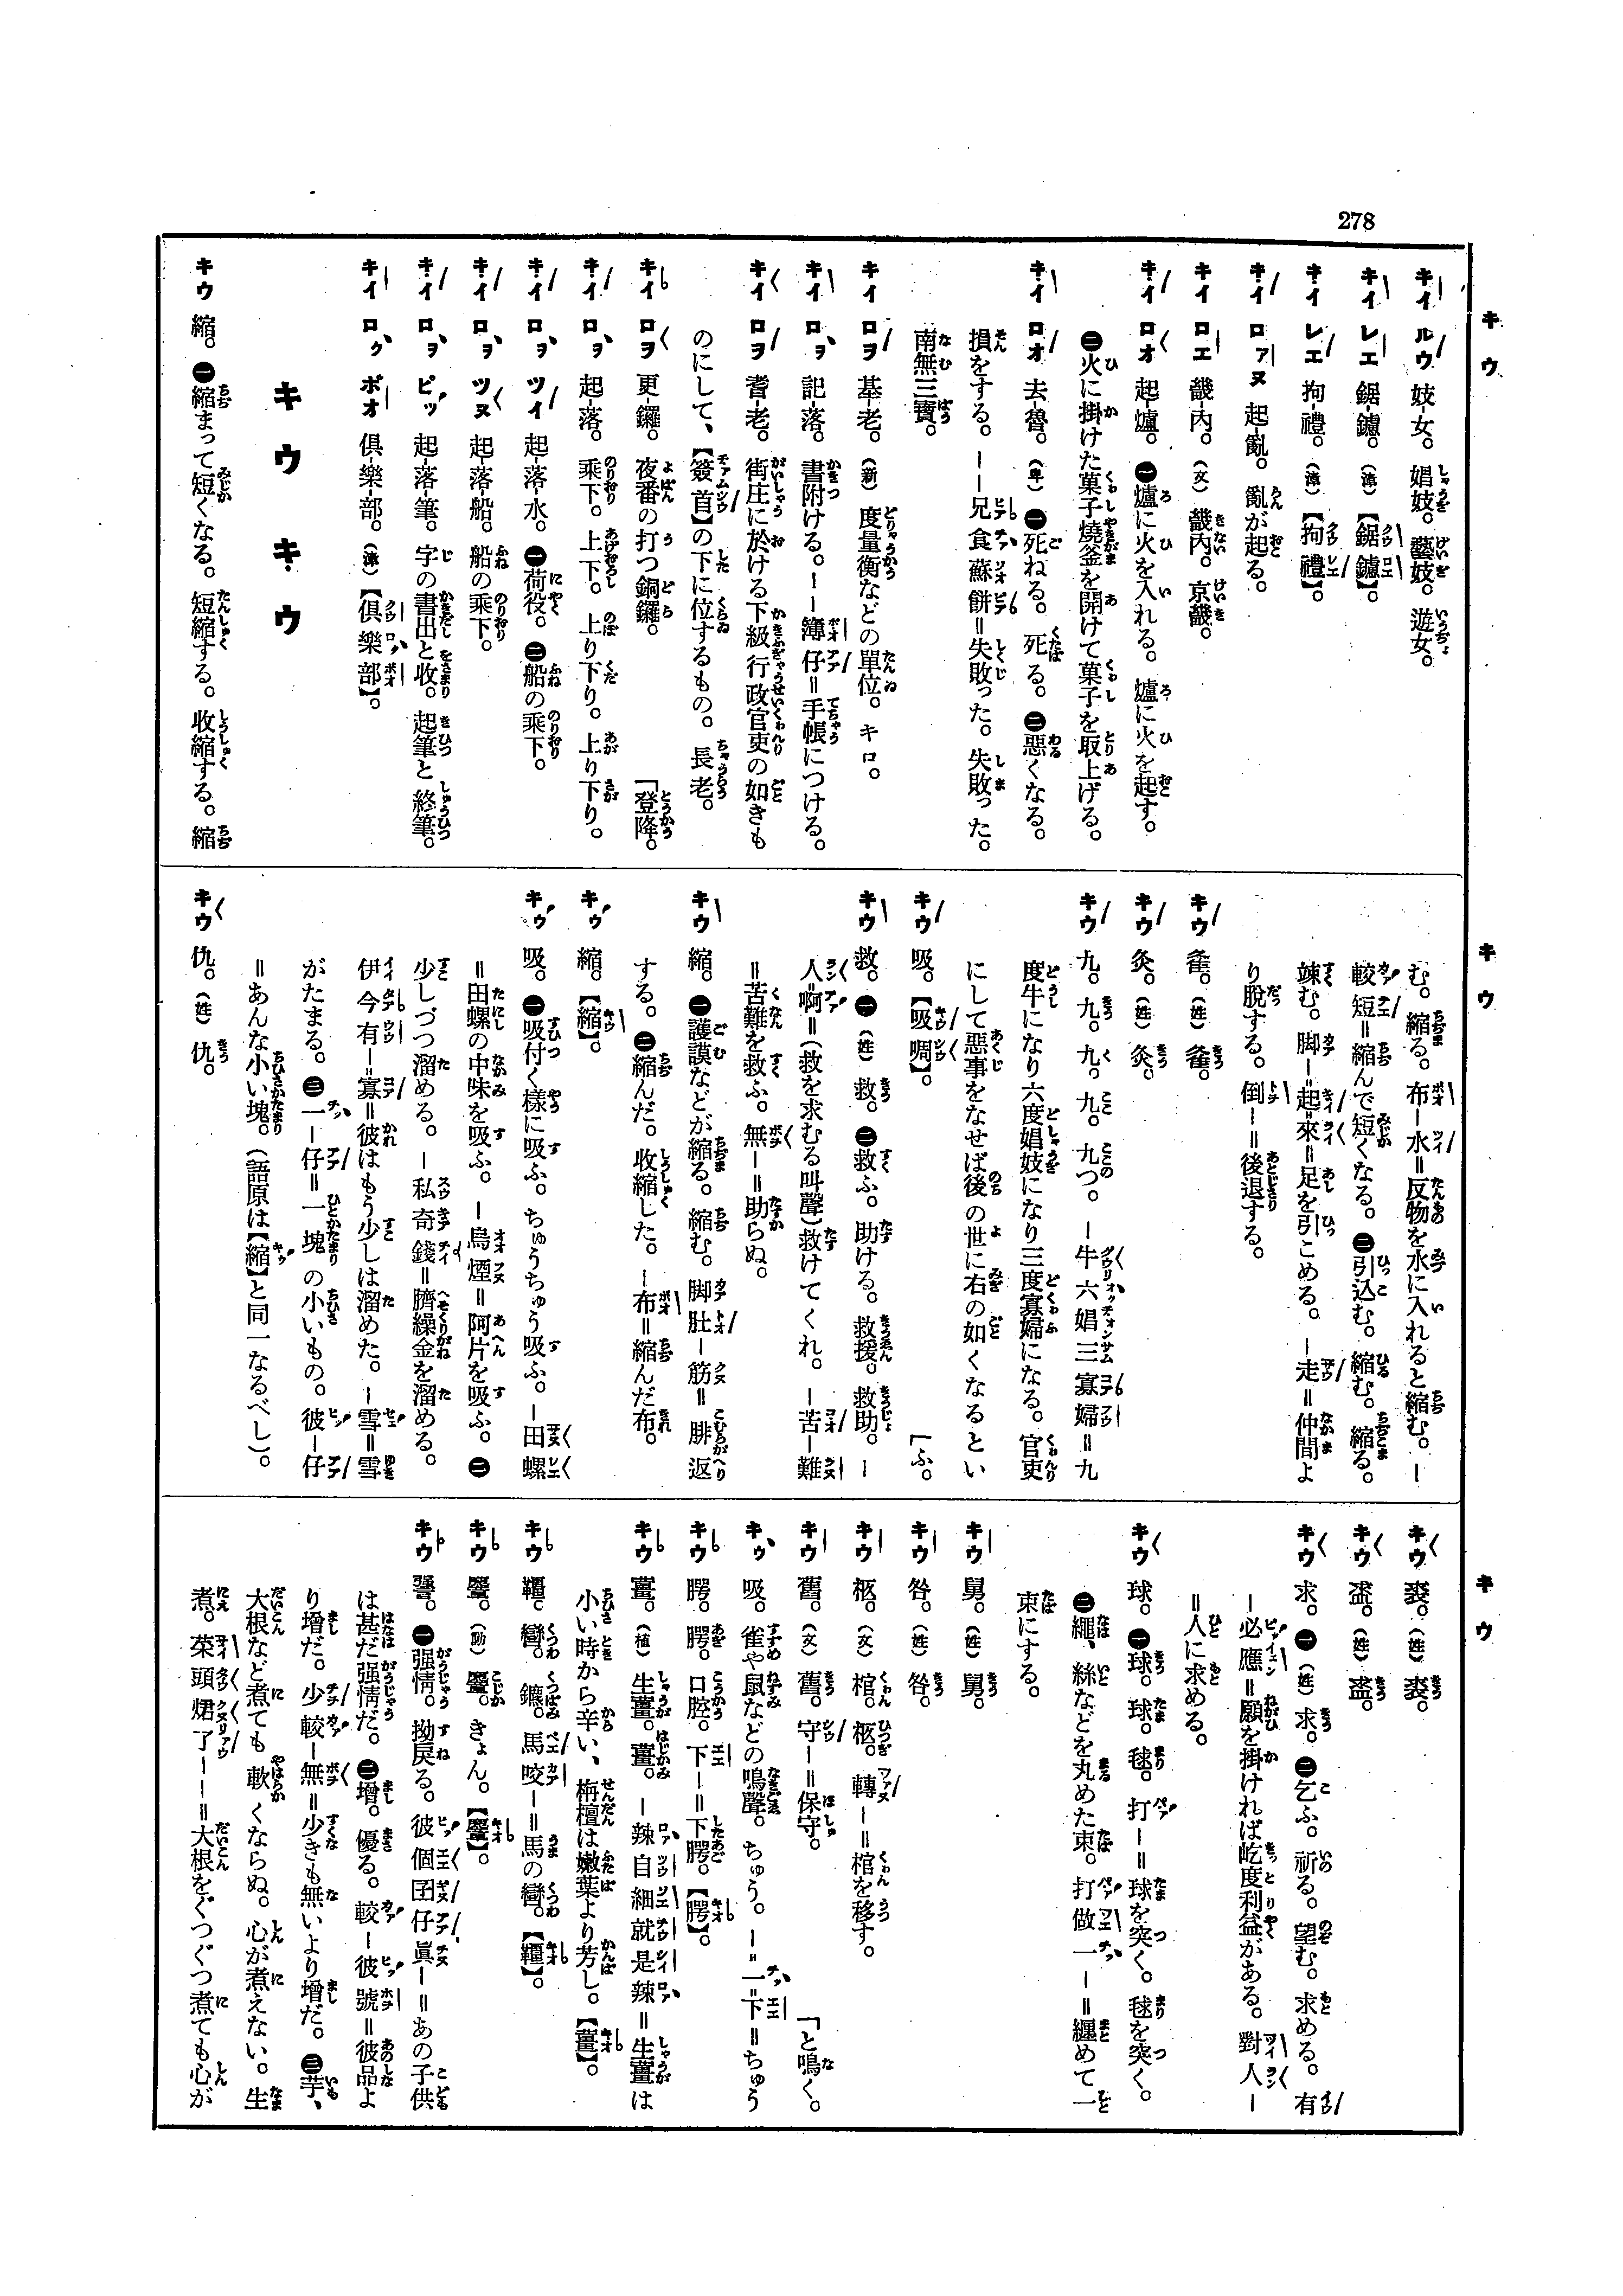 278
キウ
キイ ルウ 妓-女。娼妓。藝妓。遊女。
キイ レエ 鋸-鑢。(漳)【鋸鑢】。
キイ レエ 拘-禮。(漳)【拘禮】。
キイ ロァヌ 起-亂。亂が起る。
キイ ロエ 畿-內。(文)畿內。京畿。
キイ ロオ 起-爐。㊀爐に火を入れる。爐に火を起す。
㊁火に掛けた菓子燒釜を開けて菓子を取上げる。
キイ ロオ 去-魯。(卑)㊀死ねる。死る。㊁惡くなる。
損をする。――兄食蘇餅=失敗った。失敗った。
南無三寶。
キイ ロヲ 基-老。(新)度量衡などの單位。キロ。
キイ ロヲ 記-落。書附ける。――簿仔=手帳につける。
キイ ロヲ 耆-老。街庄に於ける下級行政官吏の如きも
のにして、【簽首】の下に位するもの。長老。
キイ ロヲ 更-鑼。夜番の打つ銅鑼。「登降。
キイ ロヲ 起-落。乘下。上下。上り下り。上り下り。
キイ ロヲ ツイ 起-落-水。㊀荷役。㊁船の乘下。
キイ ロヲ ツヌ 起-落-船。船の乘下。
キイ ロヲ ピッ 起-落-筆。字の書出と收。起筆と終筆。
キイ ロク ポオ 俱-樂-部。(漳)【俱樂部】。
キウ キウ
キウ 縮。㊀縮まって短くなる。短縮する。收縮する。縮
キウ
む。縮る。布-水=反物を水に入れると縮む。-
較短=縮んで短くなる。㊁引込む。縮む。縮る。
竦む。脚-起來=足を引こめる。-走=仲間よ
り脫する。倒-=後退する。
キウ 雈。(姓)雈。
キウ 灸。(姓)灸。
キウ 九。九。九。九。九つ。-牛六娼三寡婦=九
度牛になり六度娼妓になり三度寡婦になる。官吏
にして惡事をなせば後の世に右の如くなるとい
キウ 吸。【吸啁】。「ふ。
キウ 救。㊀(姓)救。㊁救ふ。助ける。救援。救助。-
人啊=(救を求むる叫聲)救けてくれ。-苦-難
=苦難を救ふ。無-=助らぬ。
キウ 縮。㊀護謨などが縮る。縮む。脚肚-筋=腓返
する。㊁縮んだ。收縮した。-布=縮んだ布。
キゥ 縮。【縮】。
キゥ 吸。㊀吸付く樣に吸ふ。ちゅうちゅう吸ふ。-田螺
=田螺の中味を吸ふ。-烏煙=阿片を吸ふ。㊁
少しづつ溜める。-私奇錢=臍繰金を溜める。
伊今有-寡=彼はもう少しは溜めた。-雪=雪
がたまる。㊂一-仔=一塊の小いもの。彼-仔
=あんな小い塊。(語原は【縮】と同一なるべし)。
キウ 仇。(姓)仇。
キウ
キウ 裘。(姓)裘。
キウ 盚。(姓)盚。
キウ 求。㊀(姓)求。㊁乞ふ。祈る。望む。求める。有
-必應=願を掛ければ屹度利益がある。對人-
=人に求める。
キウ 球。㊀球。球。毬。打-=球を突く。毬を突く。
㊁繩、絲などを丸めた束。打做一-=纒めて一
束にする。
キウ 舅。(姓)舅。
キウ 咎。(姓)咎。
キウ 柩。(文)棺。柩。轉-=棺を移す。
キウ 舊。(文)舊。守-=保守。「と鳴く。
キゥ 吸。雀や鼠などの鳴聲。ちゅう。-=一下=ちゅう
キウ 腭。腭。口腔。下-=下腭。【腭】。
キウ 薑。(植)生薑。薑。-辣自細就是辣=生薑は
小い時から辛い、栴檀は嫩葉より芳し。【薑】。
キウ 韁。轡。鑣。馬咬-=馬の轡。【韁】。
キウ 麠。(動)麠。きょん。【麠】。
キウ 𧬨。㊀强情。拗戾る。彼個囝仔眞-=あの子供
は甚だ强情だ。㊁增。優る。較-彼號=彼品よ
り增だ。少較-無=少きも無いより增だ。㊂芋、
大根など煮ても軟くならぬ。心が煮えない。生
煮。菜頭焿了--=大根をぐつぐつ煮ても心が